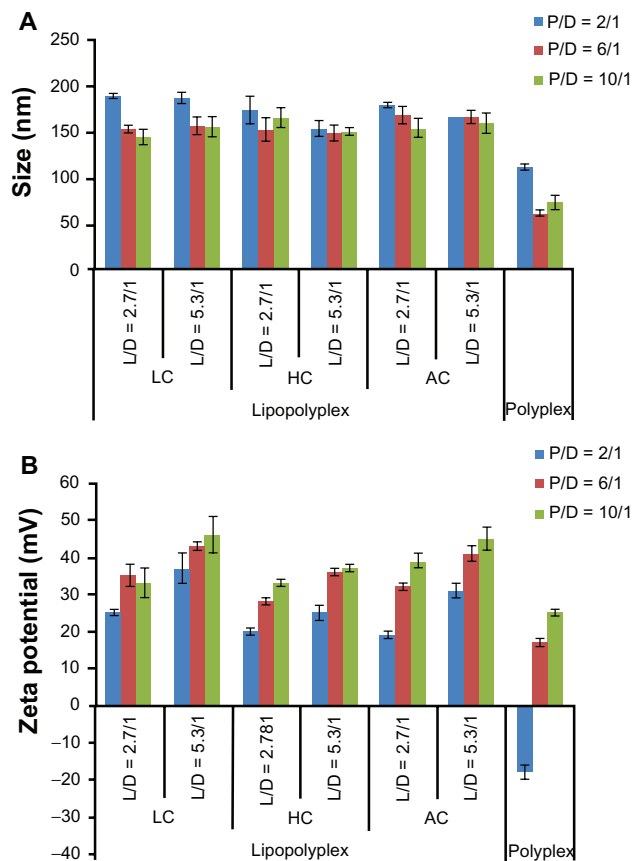 A
P/D = 2/1
P/D = 6/1
P/D = 10/1
Size (nm)
250
200
150
100
50
0
L/D = 2.7/1
L/D = 5.3/1
L/D = 2.7/1
L/D = 5.3/1
L/D = 2.7/1
L/D = 5.3/1
LC
HC
AC
Lipopolyplex
Polyplex
B
P/D = 2/1
P/D = 6/1
P/D = 10/1
Zeta potential (mV)
60
50
40
30
20
10
0
–10
–20
–30
–40
L/D = 2.7/1
L/D = 5.3/1
L/D = 2.781
L/D = 5.3/1
L/D = 2.7/1
L/D = 5.3/1
LC
HC
AC
Lipopolyplex
Polyplex